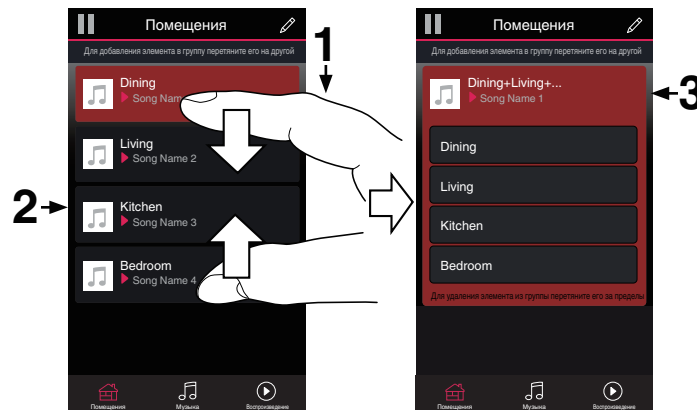 Помещения
Для добавления элемента в группу перетяните его на другой
1
Dining
Song Nam
Living
Song Name 2
2
Kitchen
Song Name 3
Bedroom
Song Name 4
Помещения
Музыка
Воспроизведение
Помещения
Для добавления элемента в группу перетяните его на другой
Dining+Living+...
Song Name 1
3
Dining
Living
Kitchen
Bedroom
Для удаления элемента из группы перетяните его за пределы
Помещения
Музыка
Воспроизведение